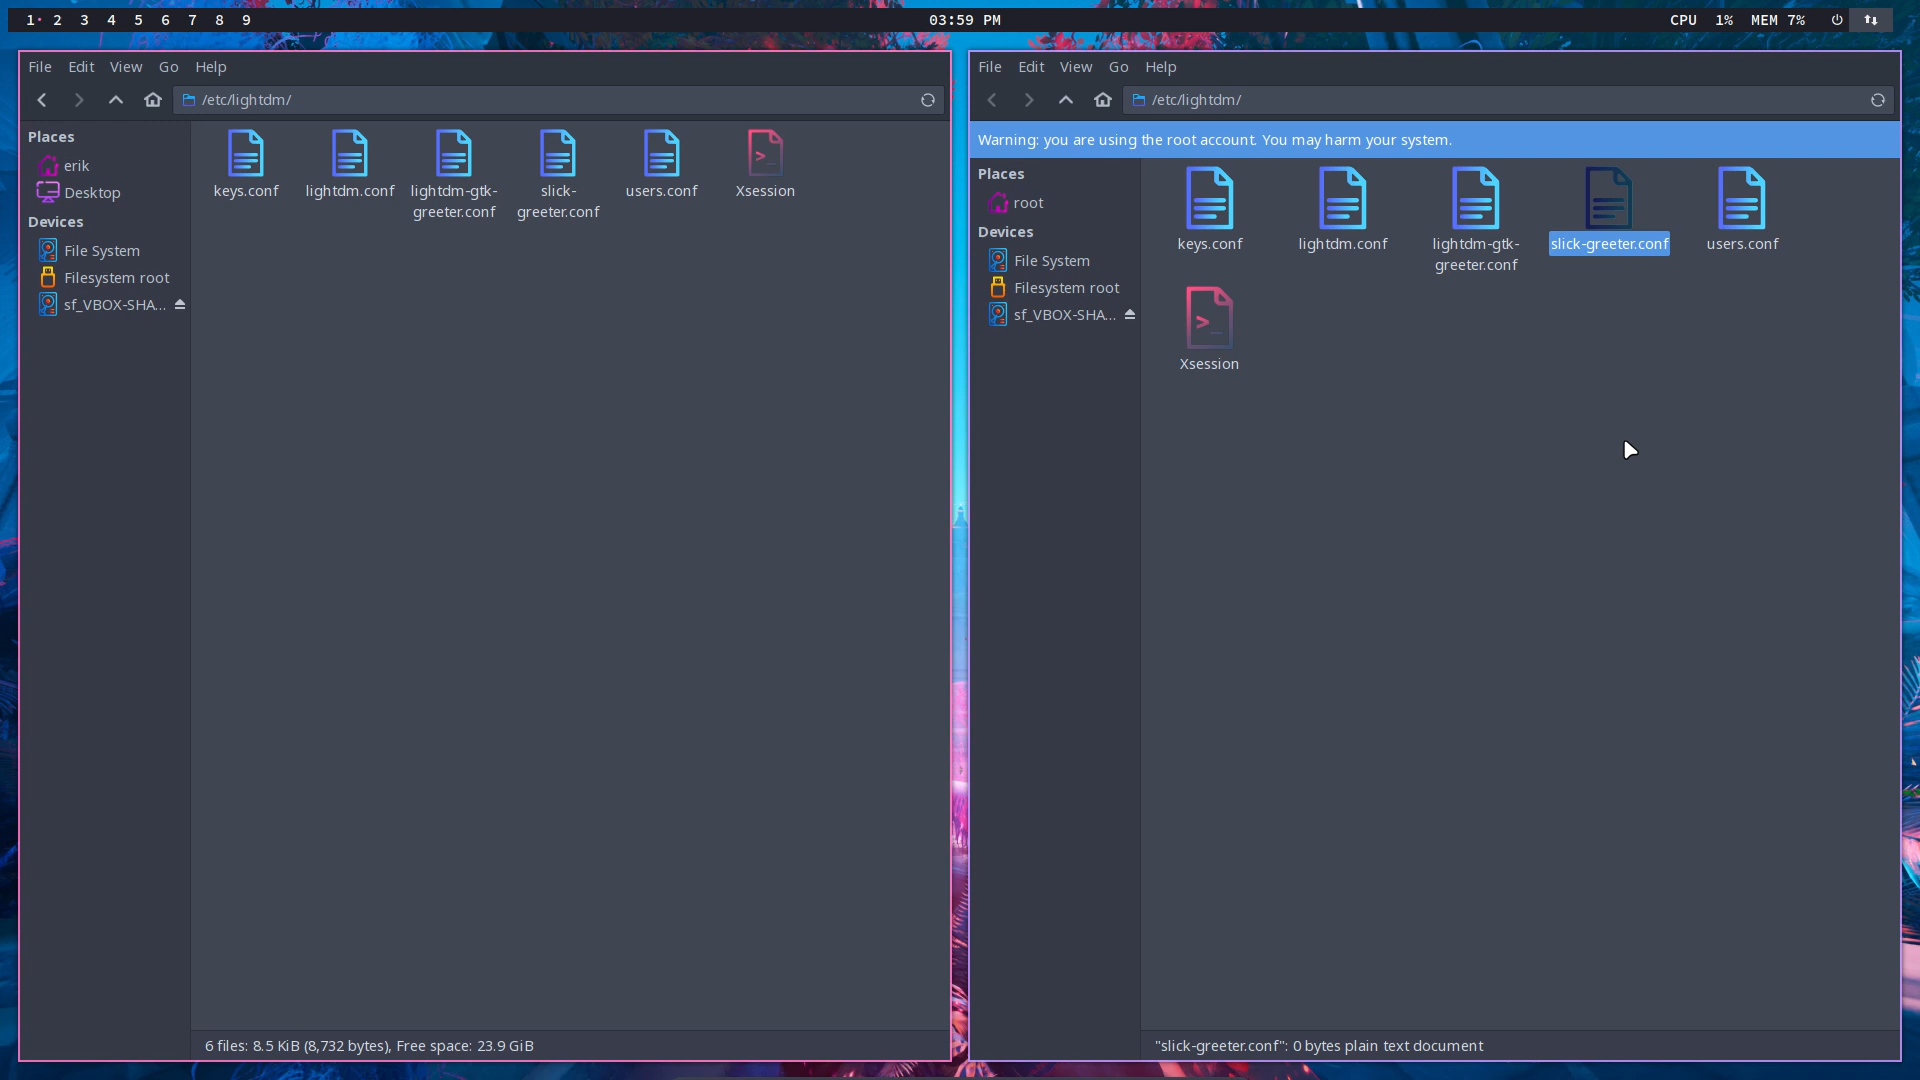 1 2 3 4 5 6 7 8 9
03:59 PM
CPU 1% MEM 7%
File Edit View Go Help
/etc/lightdm/
Places
erik
Desktop
Devices
File System
Filesystem root
sf_VBOX-SHA...
keys.conf
lightdm.conf
lightdm-gtk-
greeter.conf
slick-
greeter.conf
users.conf
>_
Xsession
6 files: 8.5 KiB (8,732 bytes), Free space: 23.9 GiB
File Edit View Go Help
/etc/lightdm/
Warning: you are using the root account. You may harm your system.
Places
root
Devices
File System
Filesystem root
sf_VBOX-SHA...
keys.conf
lightdm.conf
lightdm-gtk-
greeter.conf
slick-greeter.conf
users.conf
>_
Xsession
"slick-greeter.conf": 0 bytes plain text document